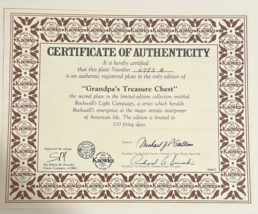 CERTIFICATE OF AUTHENTICITY
It is hereby certified
that this plate Number
is an authentic registered plate in the only edition of
"Grandpa's Treasure Chest"
the second plate in the limited-edition collection entitled
Rockwell's Light Campaign, a series which heralds
Rockwell's emergence as the major artistic interpreter
of American life. The edition is limited to
150 firing days.
Knowles
Knowles